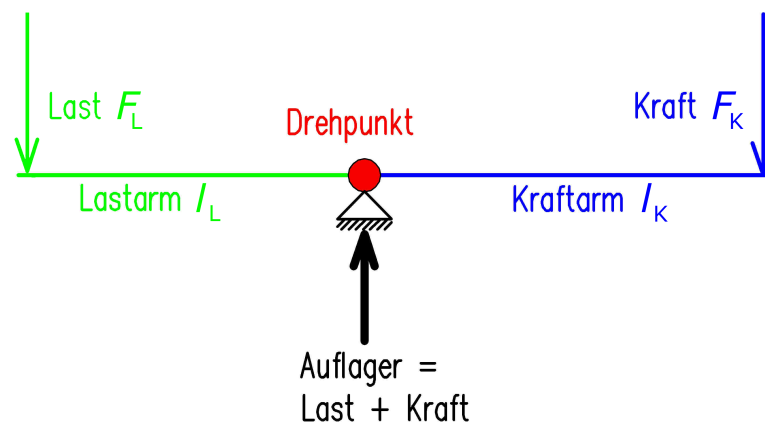 Last F_L
Kraft F_K
Drehpunkt
Lastarm l_L
Kraftarm l_K
Auflager =
Last + Kraft